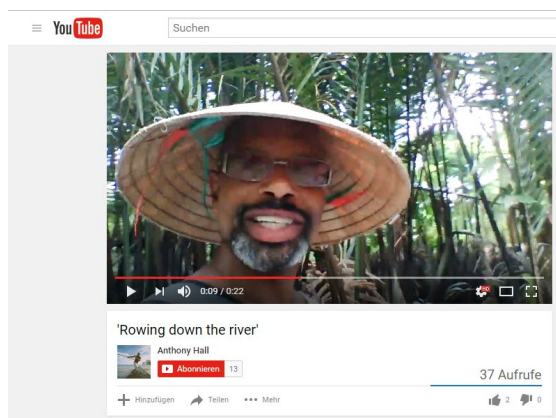 YouTube
Suchen
0:09 / 0:22
HD
'Rowing down the river'
Anthony Hall
Abonnieren 13
37 Aufrufe
Hinzufügen Teilen Mehr 2 0